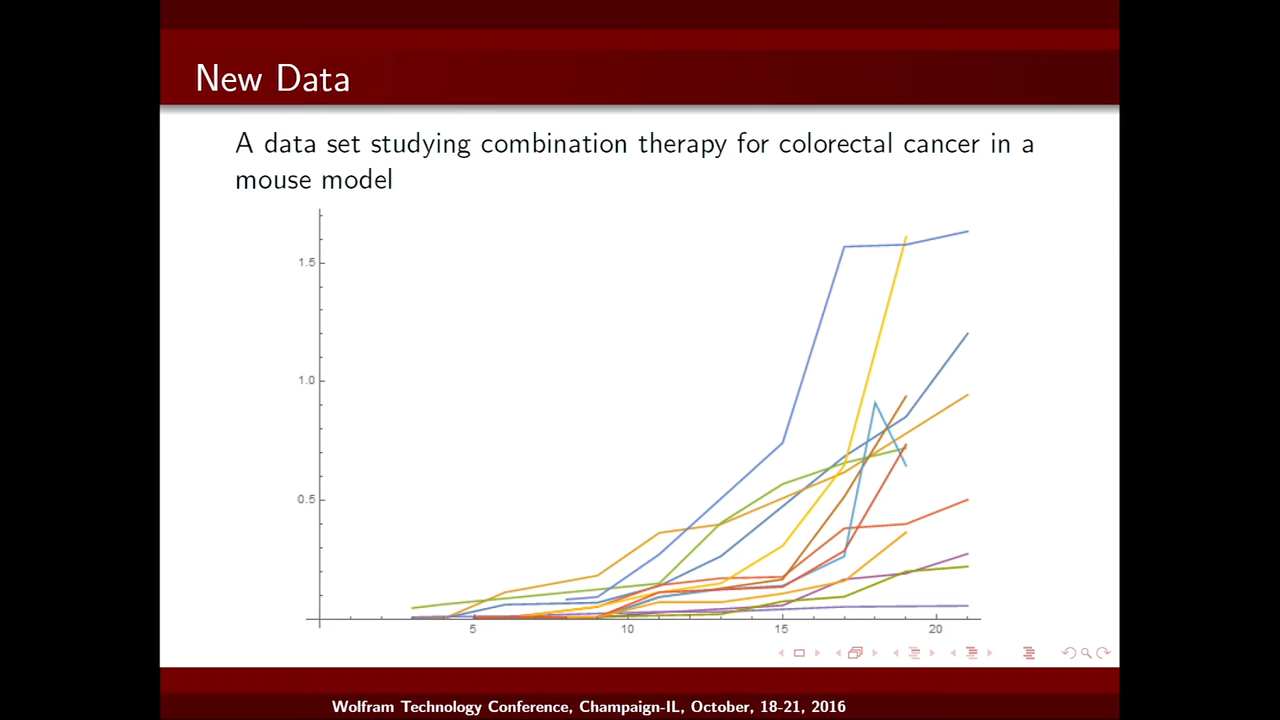 New Data
A data set studying combination therapy for colorectal cancer in a
mouse model
1.5
1.0
0.5
5 10 15 20
Wolfram Technology Conference, Champaign-IL, October, 18-21, 2016